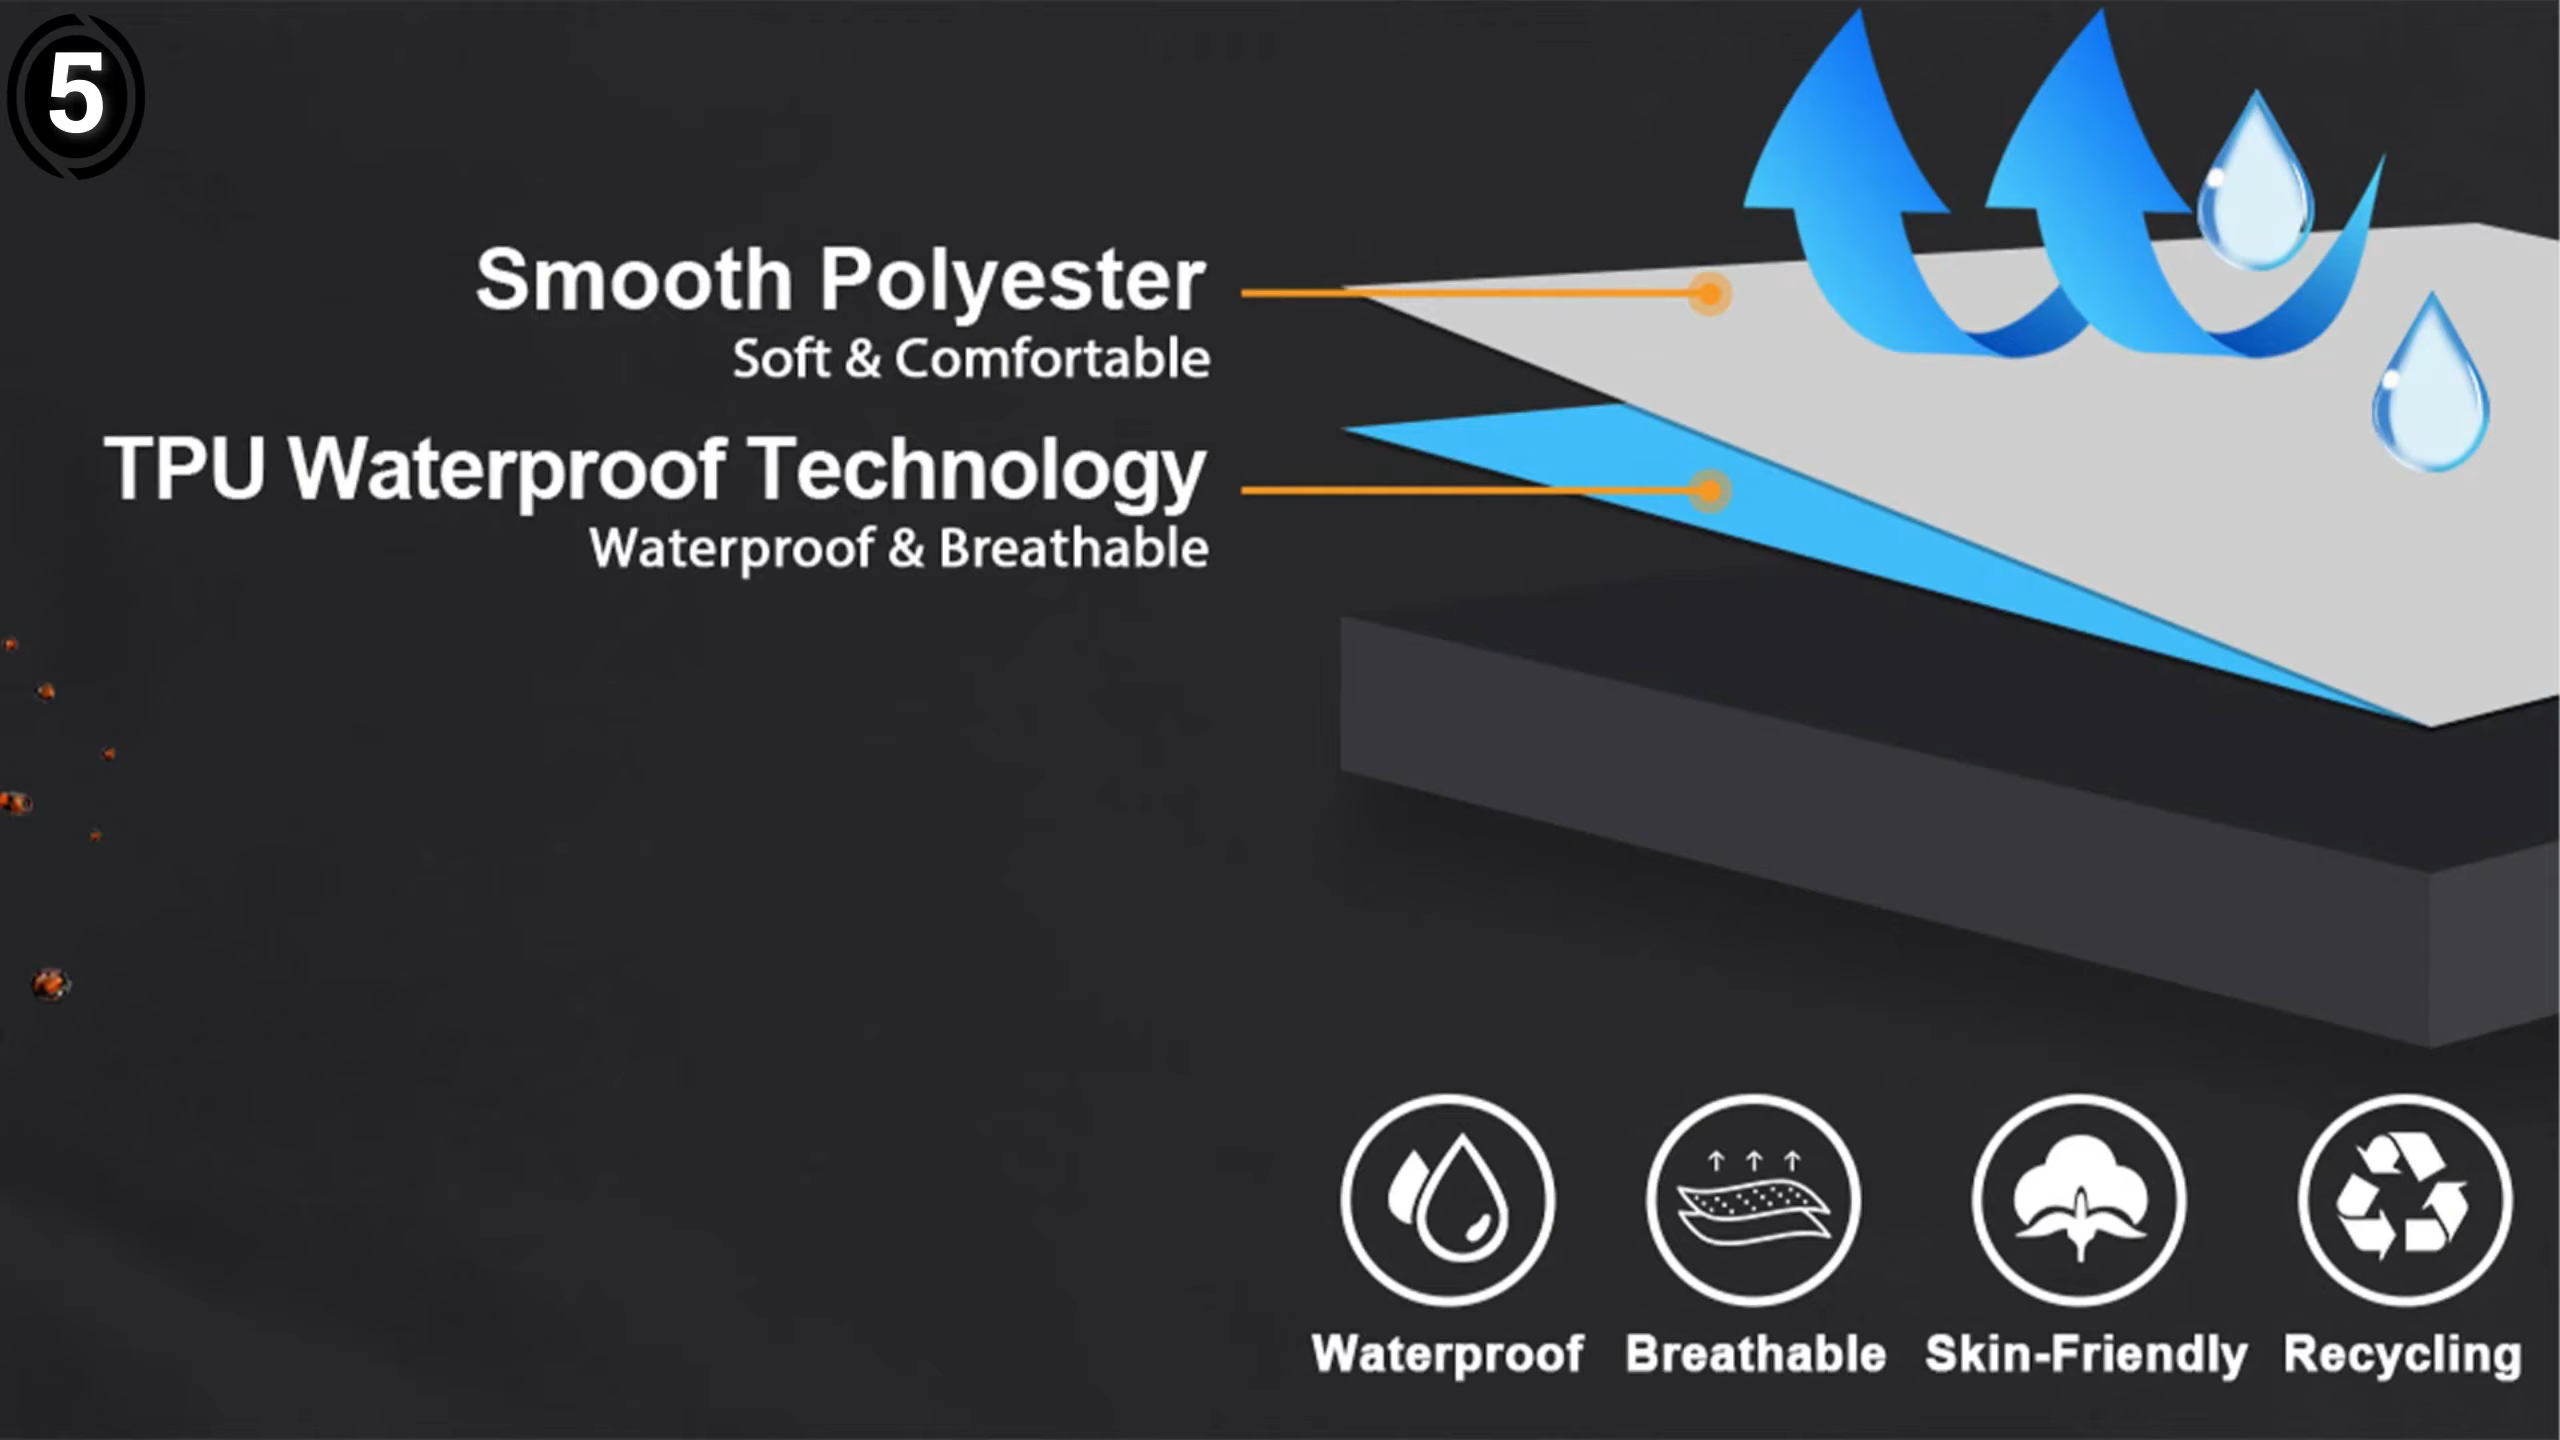 5
Smooth Polyester
Soft & Comfortable
TPU Waterproof Technology
Waterproof & Breathable
Waterproof
Breathable
Skin-Friendly
Recycling